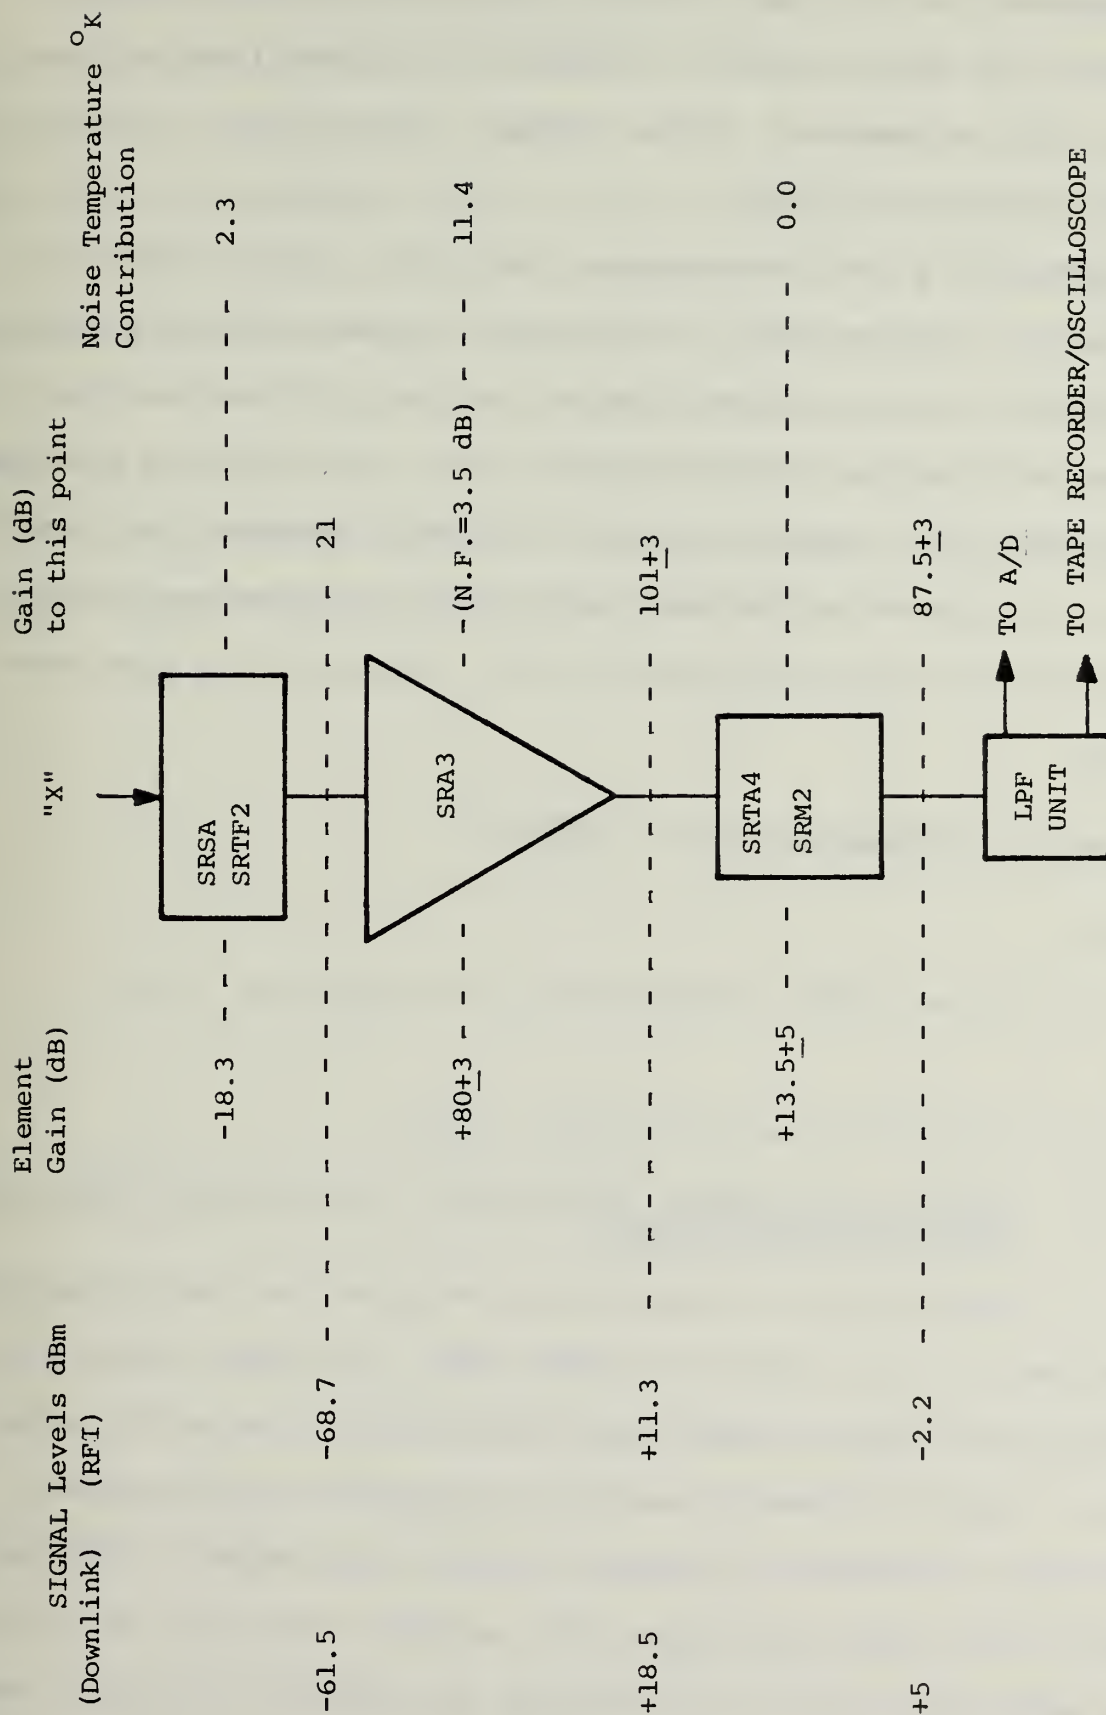 SIGNAL Levels dBm
(Downlink) (RFI)
Element
Gain (dB)
"X"
Gain (dB)
to this point
Noise Temperature °K
Contribution
-18.3
SRSA
SRTF2
2.3
-61.5
-68.7
21
+80±3
SRA3
(N.F.=3.5 dB)
11.4
+18.5
+11.3
101±3
+13.5±5
SRTA4
SRM2
0.0
+5
-2.2
87.5±3
LPF
UNIT
TO A/D
TO TAPE RECORDER/OSCILLOSCOPE